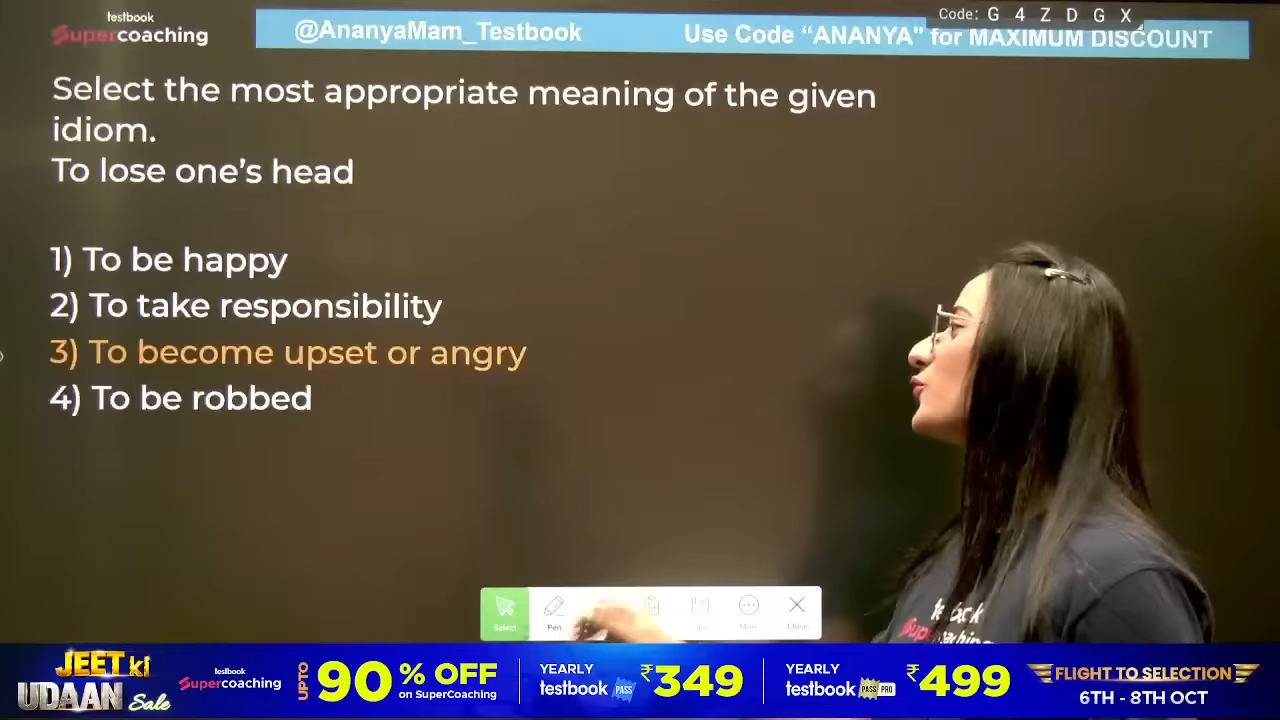 testbook
Supercoaching
@AnanyaMam_Testbook
Use Code “ANANYA" for MAXIMUM DISCOUNT
Code: G 4 Z D G X
Select the most appropriate meaning of the given
idiom.
To lose one’s head
1) To be happy
2) To take responsibility
3) To become upset or angry
4) To be robbed
Select
Pen
Close
JEET ki
UDAAN Sale
testbook
Supercoaching
UPTO 90% OFF
on SuperCoaching
YEARLY
testbook PASS
₹349
YEARLY
testbook PASS PRO
₹499
FLIGHT TO SELECTION
6TH - 8TH OCT